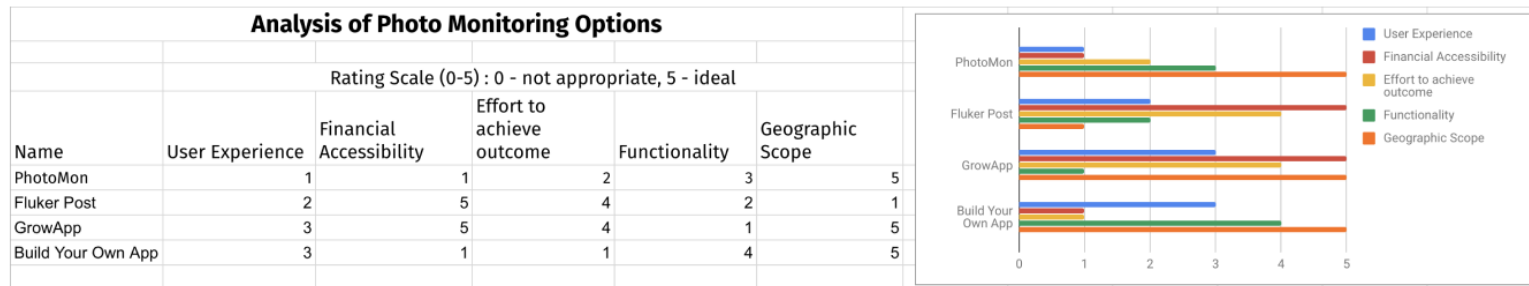 Analysis of Photo Monitoring Options
Rating Scale (0-5) : 0 - not appropriate, 5 - ideal
Name User Experience Financial Accessibility Effort to achieve outcome Functionality Geographic Scope
PhotoMon 1 1 2 3 5
Fluker Post 2 5 4 2 1
GrowApp 3 5 4 1 5
Build Your Own App 3 1 1 4 5
PhotoMon
Fluker Post
GrowApp
Build Your
Own App
0 1 2 3 4 5
User Experience
Financial Accessibility
Effort to achieve
outcome
Functionality
Geographic Scope